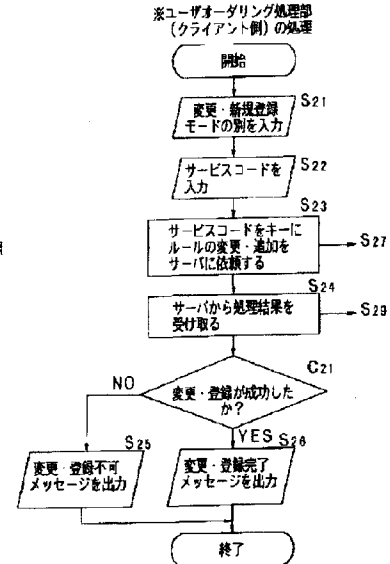 ※ユーザオーダリング処理部
(クライアント側)の処理
開始
変更・新規登録
モードの別を入力
S21
サービスコードを
入力
S22
S23
サービスコードをキーに
ルールの変更・追加を
サーバに依頼する
S27
S24
サーバから処理結果を
受け取る
S29
C21
変更・登録が成功した
か?
NO
YES
S25
変更・登録不可
メッセージを出力
S26
変更・登録完了
メッセージを出力
終了